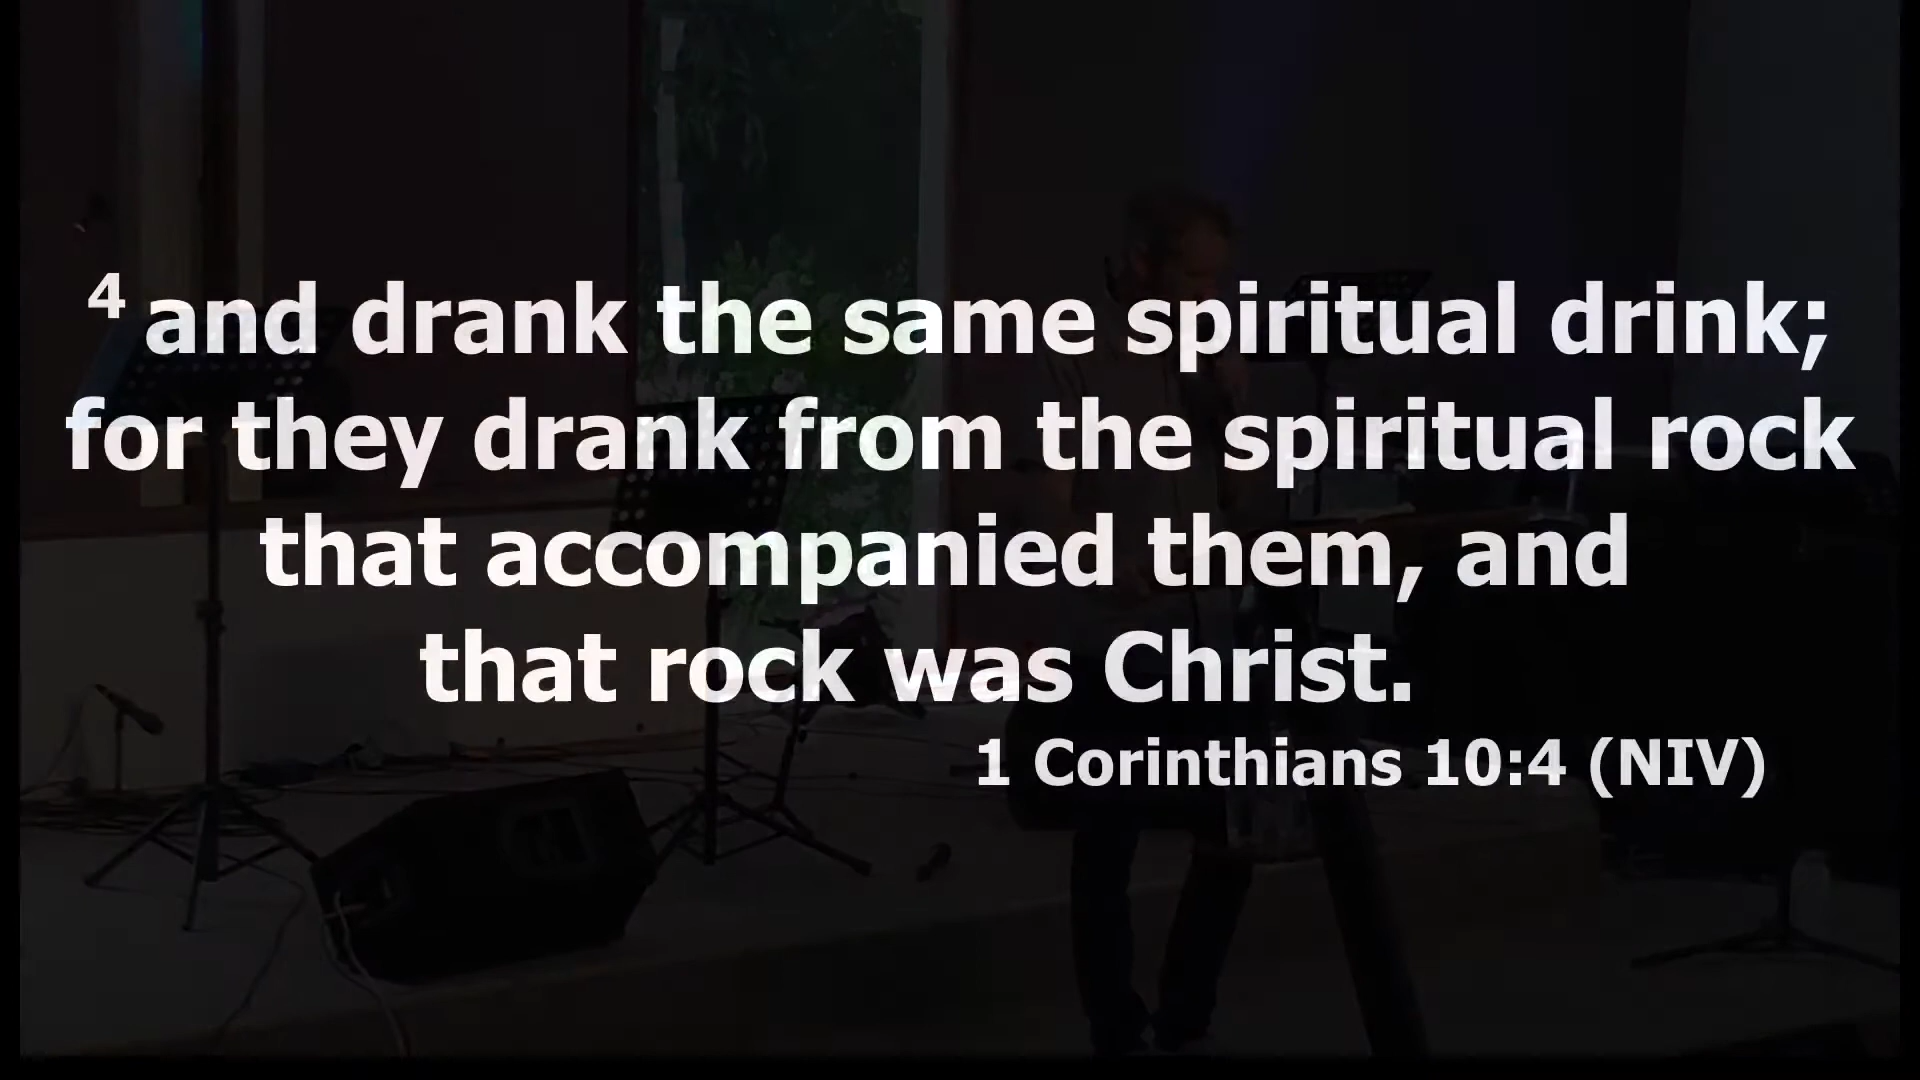 4 and drank the same spiritual drink;
for they drank from the spiritual rock
that accompanied them, and
that rock was Christ.
1 Corinthians 10:4 (NIV)